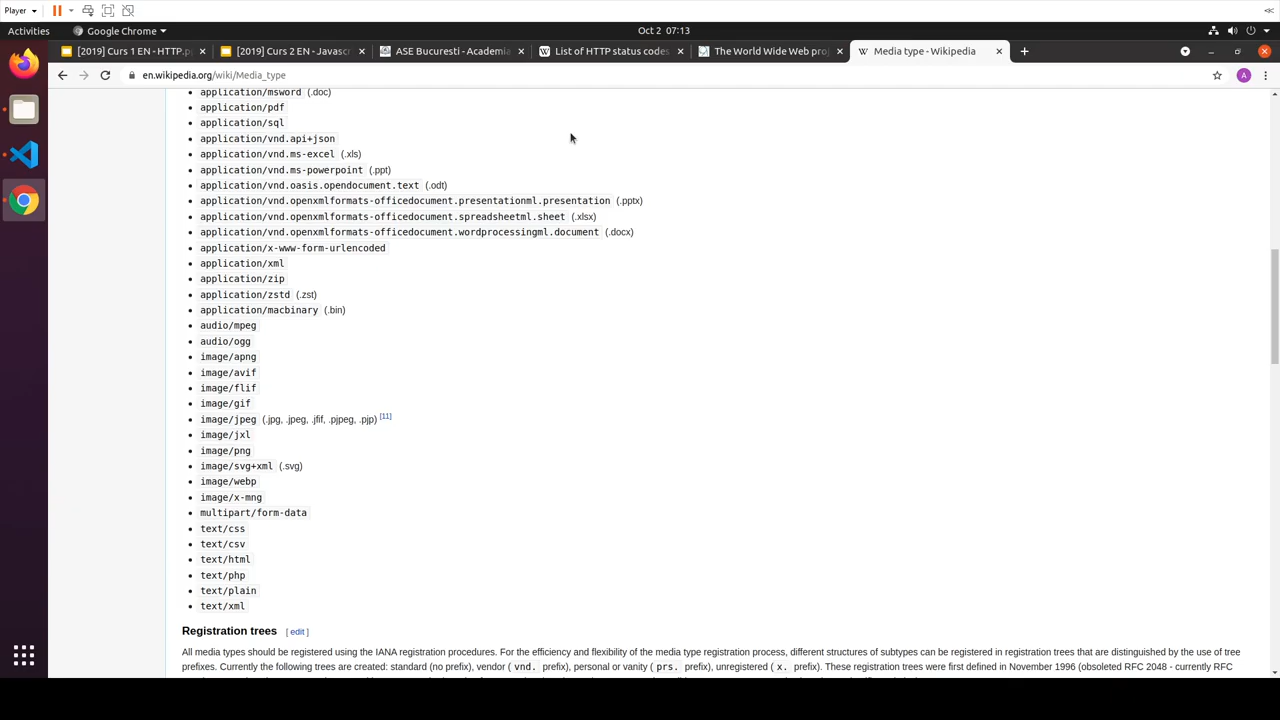 Player
Activities
Google Chrome
Oct 2 07:13
[2019] Curs 1 EN - HTTP.p
[2019] Curs 2 EN - Javasc
ASE Bucuresti - Academia
List of HTTP status codes
The World Wide Web pro
Media type - Wikipedia
en.wikipedia.org/wiki/Media_type
A
application/msword (.doc)
application/pdf
application/sql
application/vnd.api+json
application/vnd.ms-excel (.xls)
application/vnd.ms-powerpoint (.ppt)
application/vnd.oasis.opendocument.text (.odt)
application/vnd.openxmlformats-officedocument.presentationml.presentation (.pptx)
application/vnd.openxmlformats-officedocument.spreadsheetml.sheet (.xlsx)
application/vnd.openxmlformats-officedocument.wordprocessingml.document (.docx)
application/x-www-form-urlencoded
application/xml
application/zip
application/zstd (.zst)
application/macbinary (.bin)
audio/mpeg
audio/ogg
image/apng
image/avif
image/flif
image/gif
image/jpeg (.jpg, .jpeg, .jfif, .pjpeg, .pjp) [11]
image/jxl
image/png
image/svg+xml (.svg)
image/webp
image/x-mng
multipart/form-data
text/css
text/csv
text/html
text/php
text/plain
text/xml
Registration trees [ edit ]
All media types should be registered using the IANA registration procedures. For the efficiency and flexibility of the media type registration process, different structures of subtypes can be registered in registration trees that are distinguished by the use of tree
prefixes. Currently the following trees are created: standard (no prefix), vendor ( vnd. prefix), personal or vanity ( prs. prefix), unregistered ( x. prefix). These registration trees were first defined in November 1996 (obsoleted RFC 2048 - currently RFC